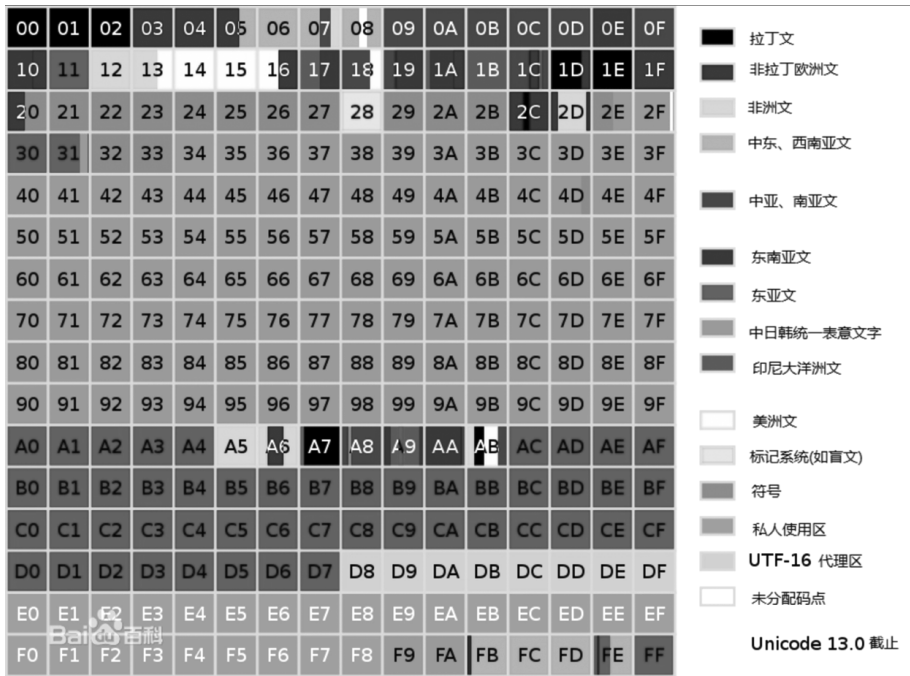 00 01 02 03 04 05 06 07 08 09 0A 0B 0C 0D 0E 0F
10 11 12 13 14 15 16 17 18 19 1A 1B 1C 1D 1E 1F
20 21 22 23 24 25 26 27 28 29 2A 2B 2C 2D 2E 2F
30 31 32 33 34 35 36 37 38 39 3A 3B 3C 3D 3E 3F
40 41 42 43 44 45 46 47 48 49 4A 4B 4C 4D 4E 4F
50 51 52 53 54 55 56 57 58 59 5A 5B 5C 5D 5E 5F
60 61 62 63 64 65 66 67 68 69 6A 6B 6C 6D 6E 6F
70 71 72 73 74 75 76 77 78 79 7A 7B 7C 7D 7E 7F
80 81 82 83 84 85 86 87 88 89 8A 8B 8C 8D 8E 8F
90 91 92 93 94 95 96 97 98 99 9A 9B 9C 9D 9E 9F
A0 A1 A2 A3 A4 A5 A6 A7 A8 A9 AA AB AC AD AE AF
B0 B1 B2 B3 B4 B5 B6 B7 B8 B9 BA BB BC BD BE BF
C0 C1 C2 C3 C4 C5 C6 C7 C8 C9 CA CB CC CD CE CF
D0 D1 D2 D3 D4 D5 D6 D7 D8 D9 DA DB DC DD DE DF
E0 E1 E2 E3 E4 E5 E6 E7 E8 E9 EA EB EC ED EE EF
F0 F1 F2 F3 F4 F5 F6 F7 F8 F9 FA FB FC FD FE FF
Baidu百科
拉丁文
非拉丁欧洲文
非洲文
中东、西南亚文
中亚、南亚文
东南亚文
东亚文
中日韩统一表意文字
印尼大洋洲文
美洲文
标记系统(如盲文)
符号
私人使用区
UTF-16 代理区
未分配码点
Unicode 13.0 截止